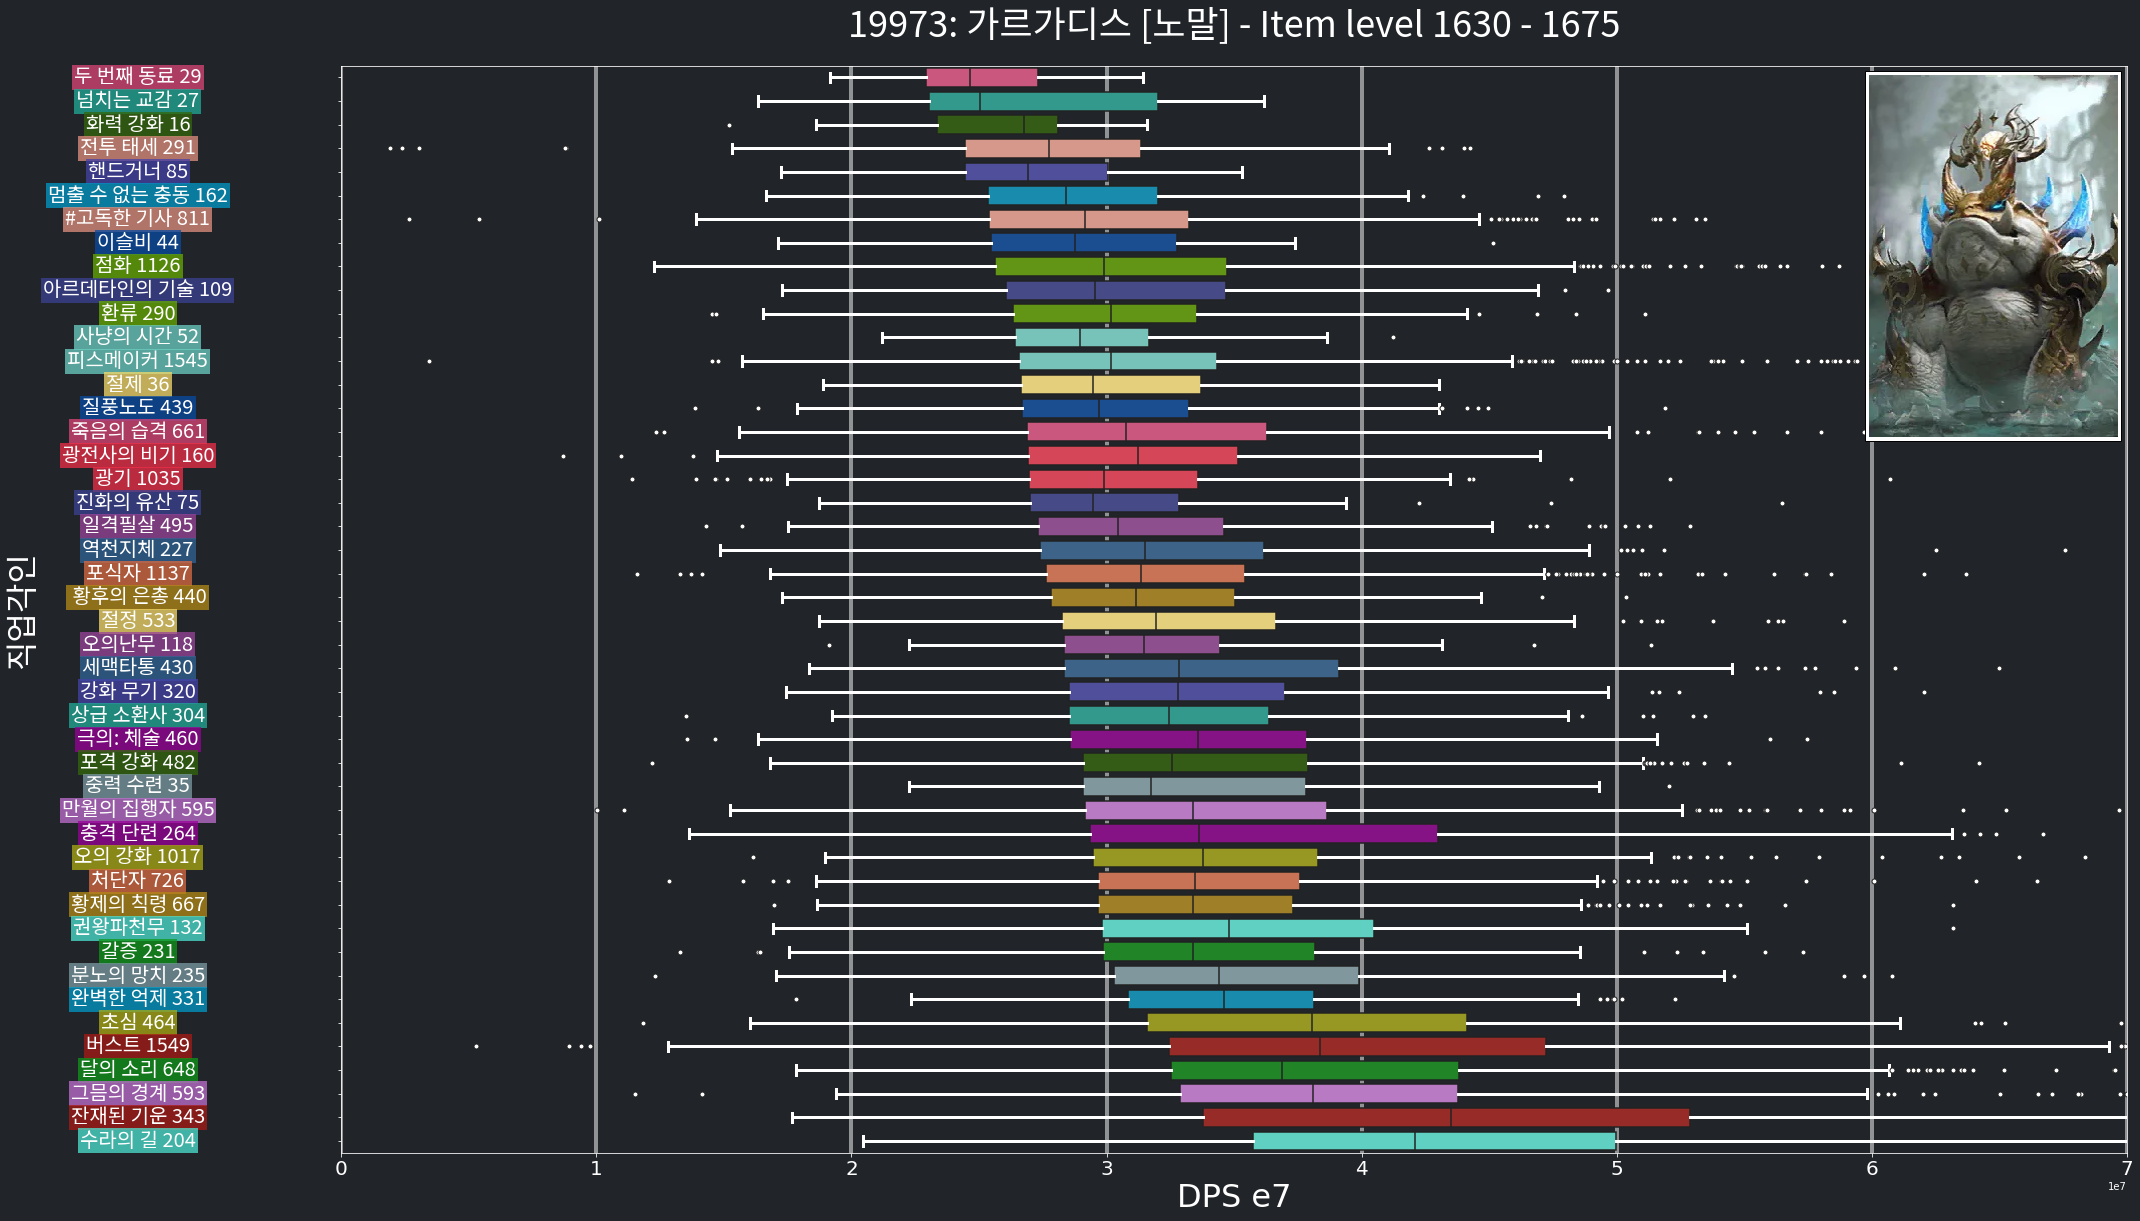 19973: 가르가디스 [노말] - Item level 1630 - 1675
두 번째 동료 29
넘치는 교감 27
화력 강화 16
전투 태세 291
핸드거너 85
멈출 수 없는 충동 162
#고독한 기사 811
이슬비 44
점화 1126
아르데타인의 기술 109
환류 290
사냥의 시간 52
피스메이커 1545
절제 36
질풍노도 439
죽음의 습격 661
광전사의 비기 160
광기 1035
진화의 유산 75
일격필살 495
역천지체 227
포식자 1137
황후의 은총 440
절정 533
오의난무 118
세맥타통 430
강화 무기 320
상급 소환사 304
극의: 체술 460
포격 강화 482
중력 수련 35
만월의 집행자 595
충격 단련 264
오의 강화 1017
처단자 726
황제의 칙령 667
권왕파천무 132
갈증 231
분노의 망치 235
완벽한 억제 331
초심 464
버스트 1549
달의 소리 648
그믐의 경계 593
잔재된 기운 343
수라의 길 204
직업각인
0 1 2 3 4 5 6 7
DPS e7
1e7